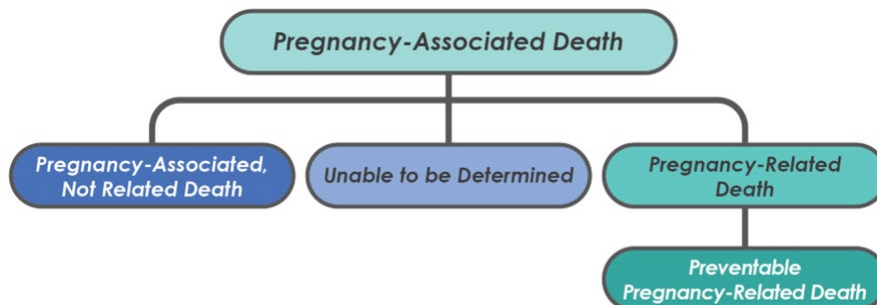 Pregnancy-Associated Death
Pregnancy-Associated,
Not Related Death
Unable to be Determined
Pregnancy-Related
Death
Preventable
Pregnancy-Related Death